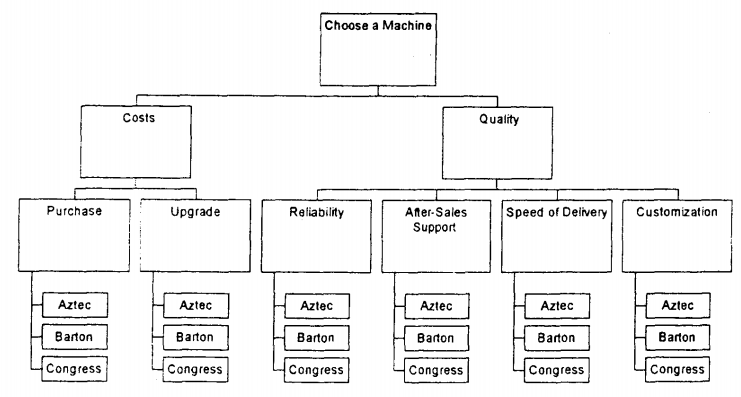 Choose a Machine
Costs
Quality
Purchase
Upgrade
Reliability
After-Sales
Support
Speed of Delivery
Customization
Aztec
Aztec
Aztec
Aztec
Aztec
Aztec
Barton
Barton
Barton
Barton
Barton
Barton
Congress
Congress
Congress
Congress
Congress
Congress